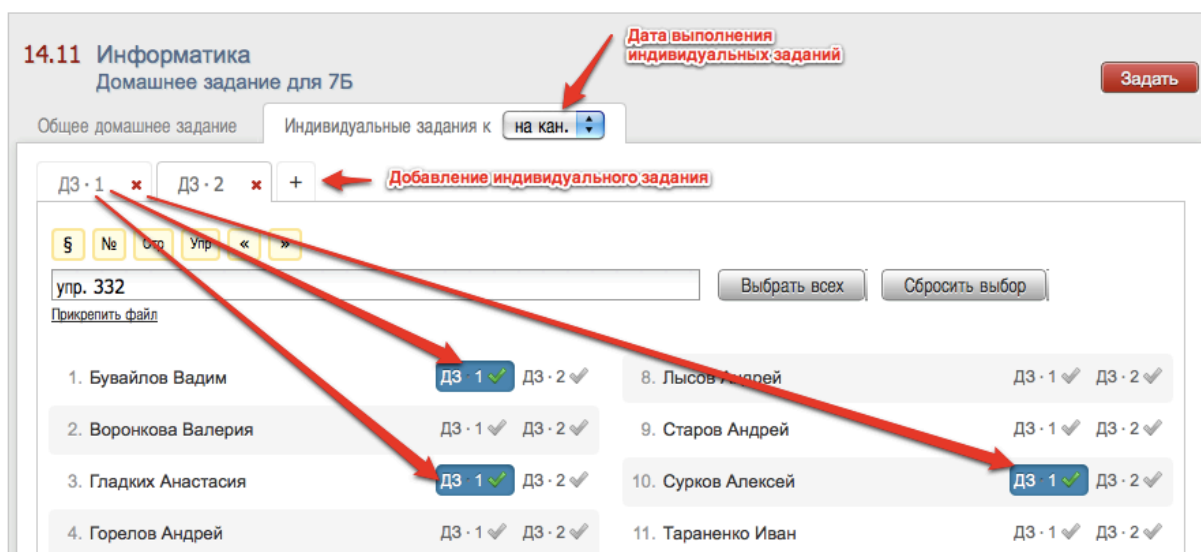 Дата выполнения
индивидуальных заданий
14.11 Информатика
Домашнее задание для 7Б
Задать
Общее домашнее задание Индивидуальные задания к на кан.
ДЗ · 1 ДЗ · 2 + Добавление индивидуального задания
§ № Стр Упр « »
упр. 332 Выбрать всех Сбросить выбор
Прикрепить файл
1. Бувайлов Вадим ДЗ · 1 ДЗ · 2 8. Лысов Андрей ДЗ · 1 ДЗ · 2
2. Воронкова Валерия ДЗ · 1 ДЗ · 2 9. Старов Андрей ДЗ · 1 ДЗ · 2
3. Гладких Анастасия ДЗ · 1 ДЗ · 2 10. Сурков Алексей ДЗ · 1 ДЗ · 2
4. Горелов Андрей ДЗ · 1 ДЗ · 2 11. Тараненко Иван ДЗ · 1 ДЗ · 2